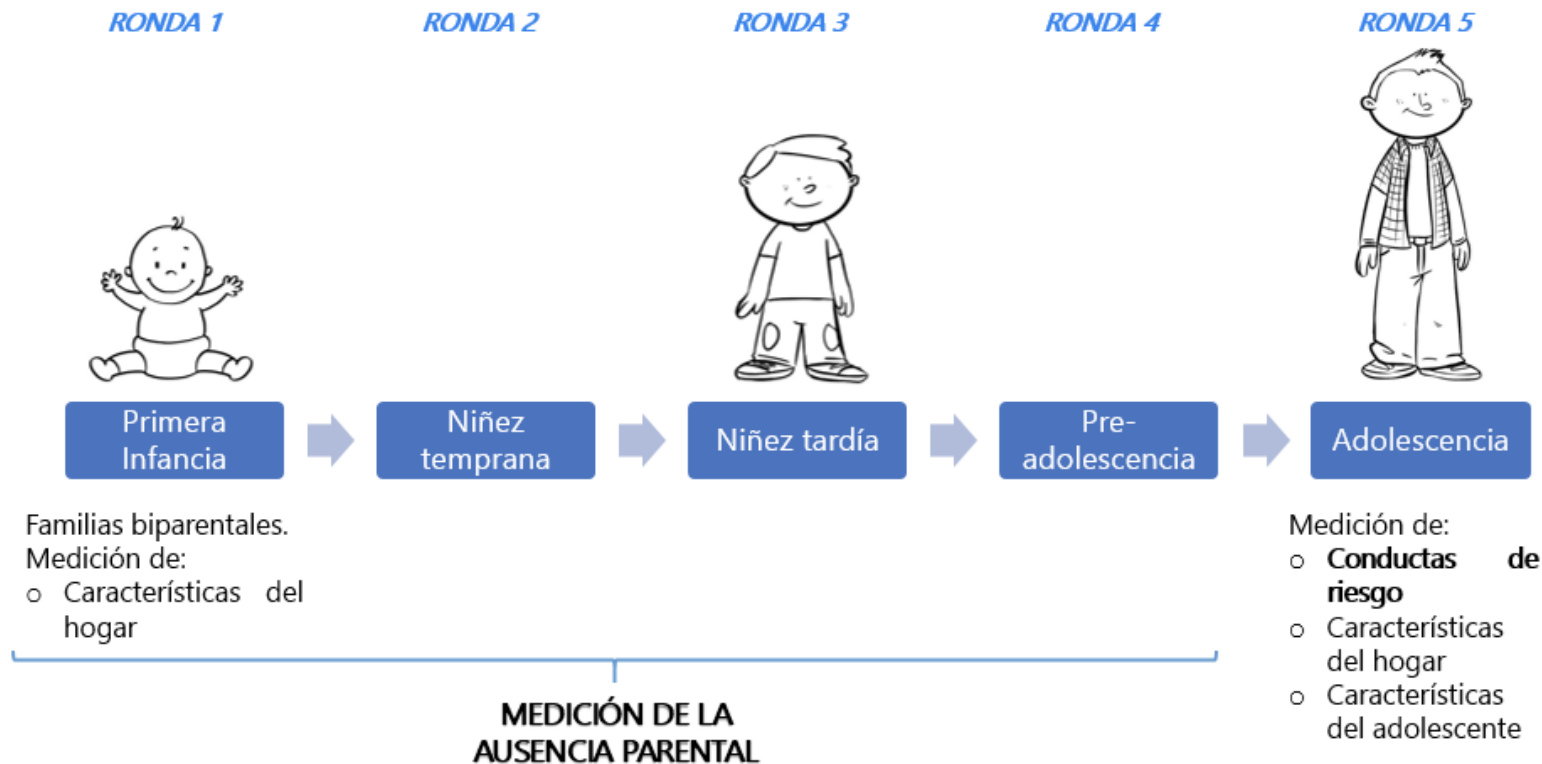 RONDA 1
RONDA 2
RONDA 3
RONDA 4
RONDA 5
Primera
Infancia
Niñez
temprana
Niñez tardía
Pre-
adolescencia
Adolescencia
Familias biparentales.
Medición de:
o Características del
hogar
MEDICIÓN DE LA
AUSENCIA PARENTAL
Medición de:
o Conductas de
riesgo
o Características
del hogar
o Características
del adolescente